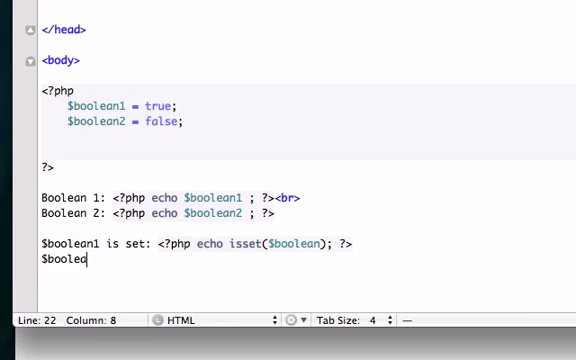 </head>
<body>
<?php
$boolean1 = true;
$boolean2 = false;
?>
Boolean 1: <?php echo $boolean1 ; ?><br>
Boolean 2: <?php echo $boolean2 ; ?>
$boolean1 is set: <?php echo isset($boolean); ?>
$boolea
Line: 22 Column: 8 L HTML Tab Size: 4 —